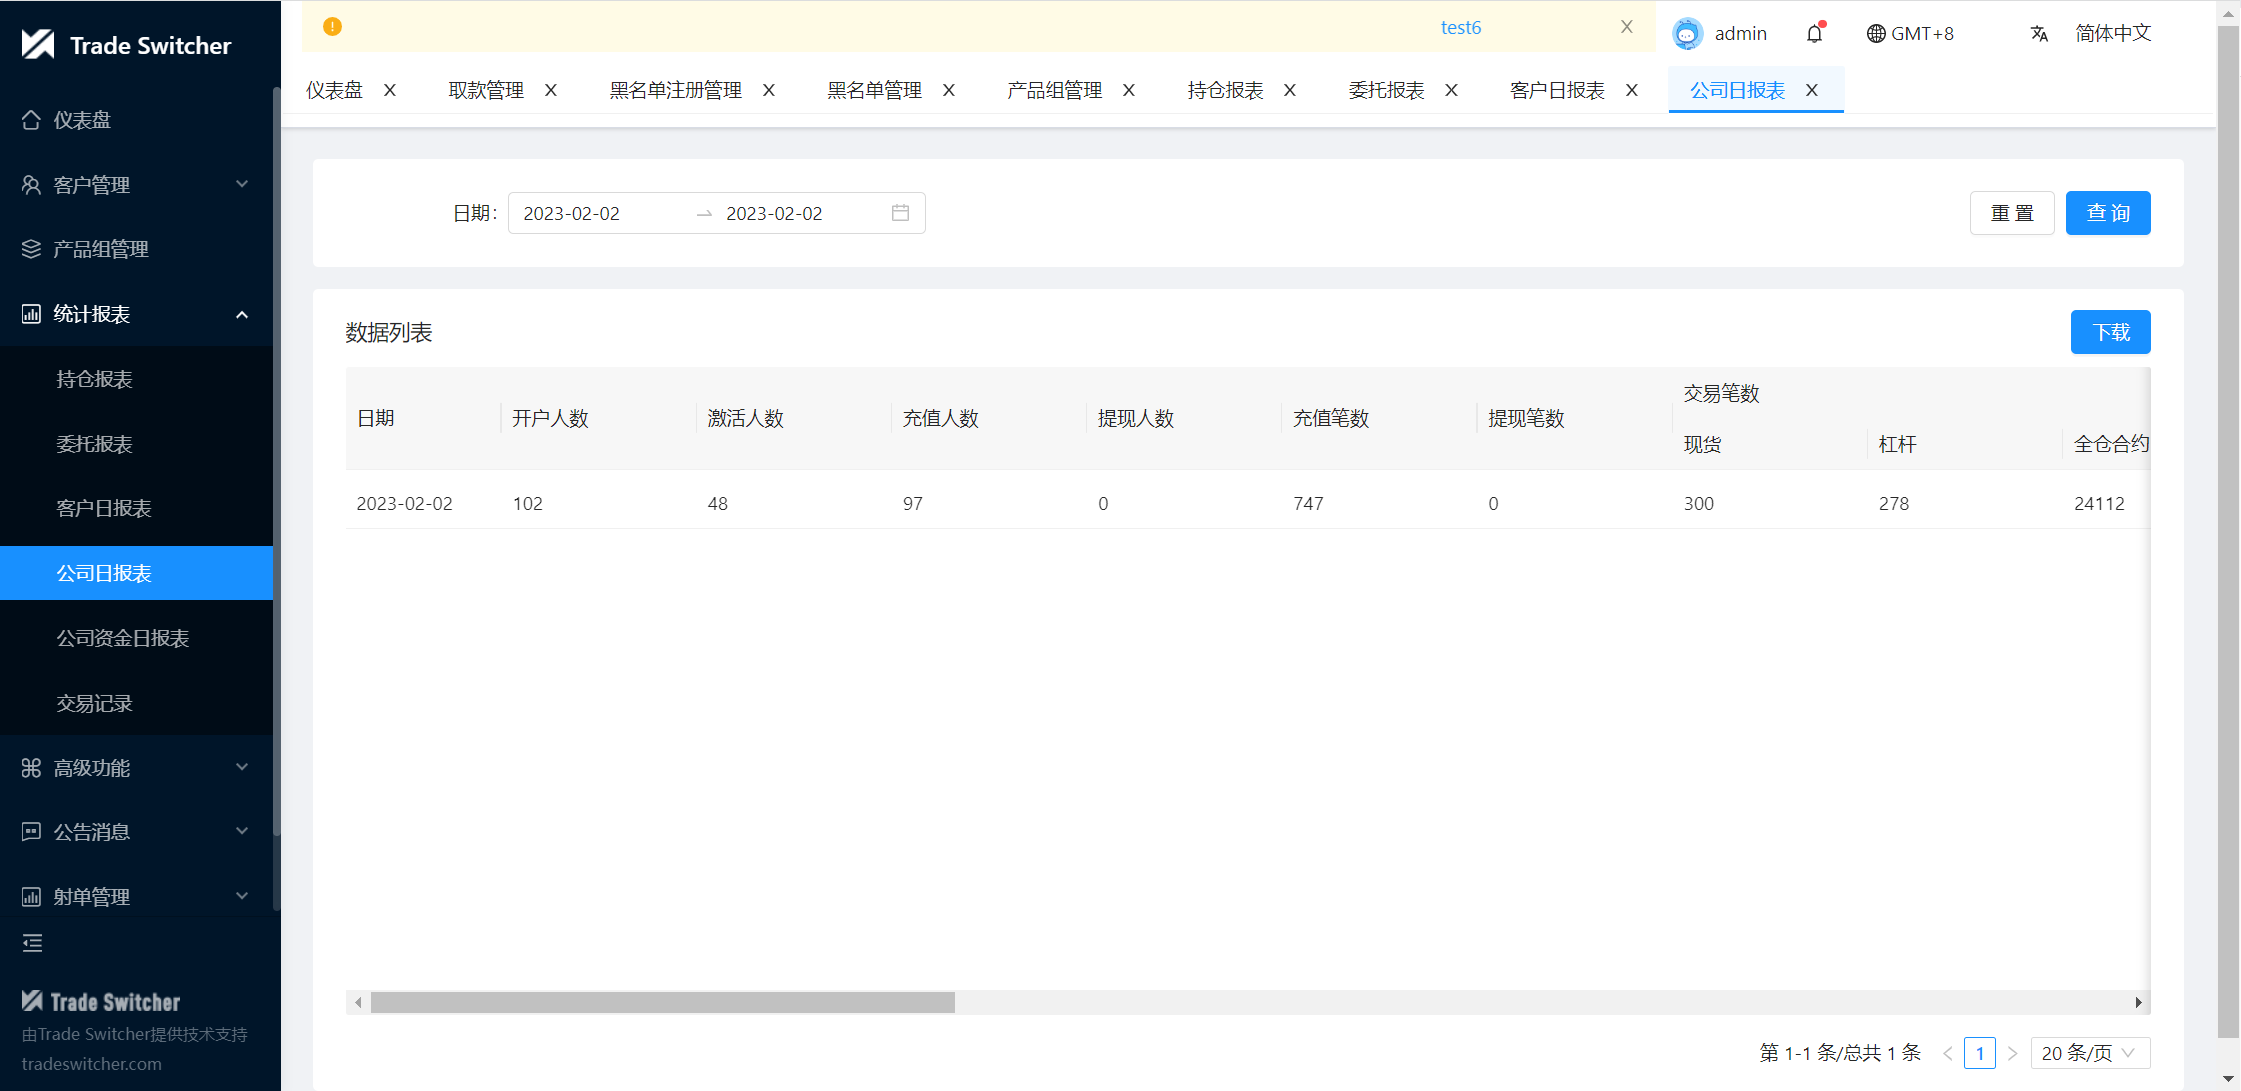 Trade Switcher
test6
X
admin
GMT+8
简体中文
仪表盘 X
取款管理 X
黑名单注册管理 X
黑名单管理 X
产品组管理 X
持仓报表 X
委托报表 X
客户日报表 X
公司日报表 X
仪表盘
客户管理
产品组管理
统计报表
持仓报表
委托报表
客户日报表
公司日报表
公司资金日报表
交易记录
高级功能
公告消息
射单管理
Trade Switcher
由Trade Switcher提供技术支持
tradeswitcher.com
日期: 2023-02-02 → 2023-02-02
重 置
查 询
数据列表
下载
交易笔数
日期 开户人数 激活人数 充值人数 提现人数 充值笔数 提现笔数
现货 杠杆 全仓合约
2023-02-02 102 48 97 0 747 0 300 278 24112
第 1-1 条/总共 1 条 < 1 > 20 条/页